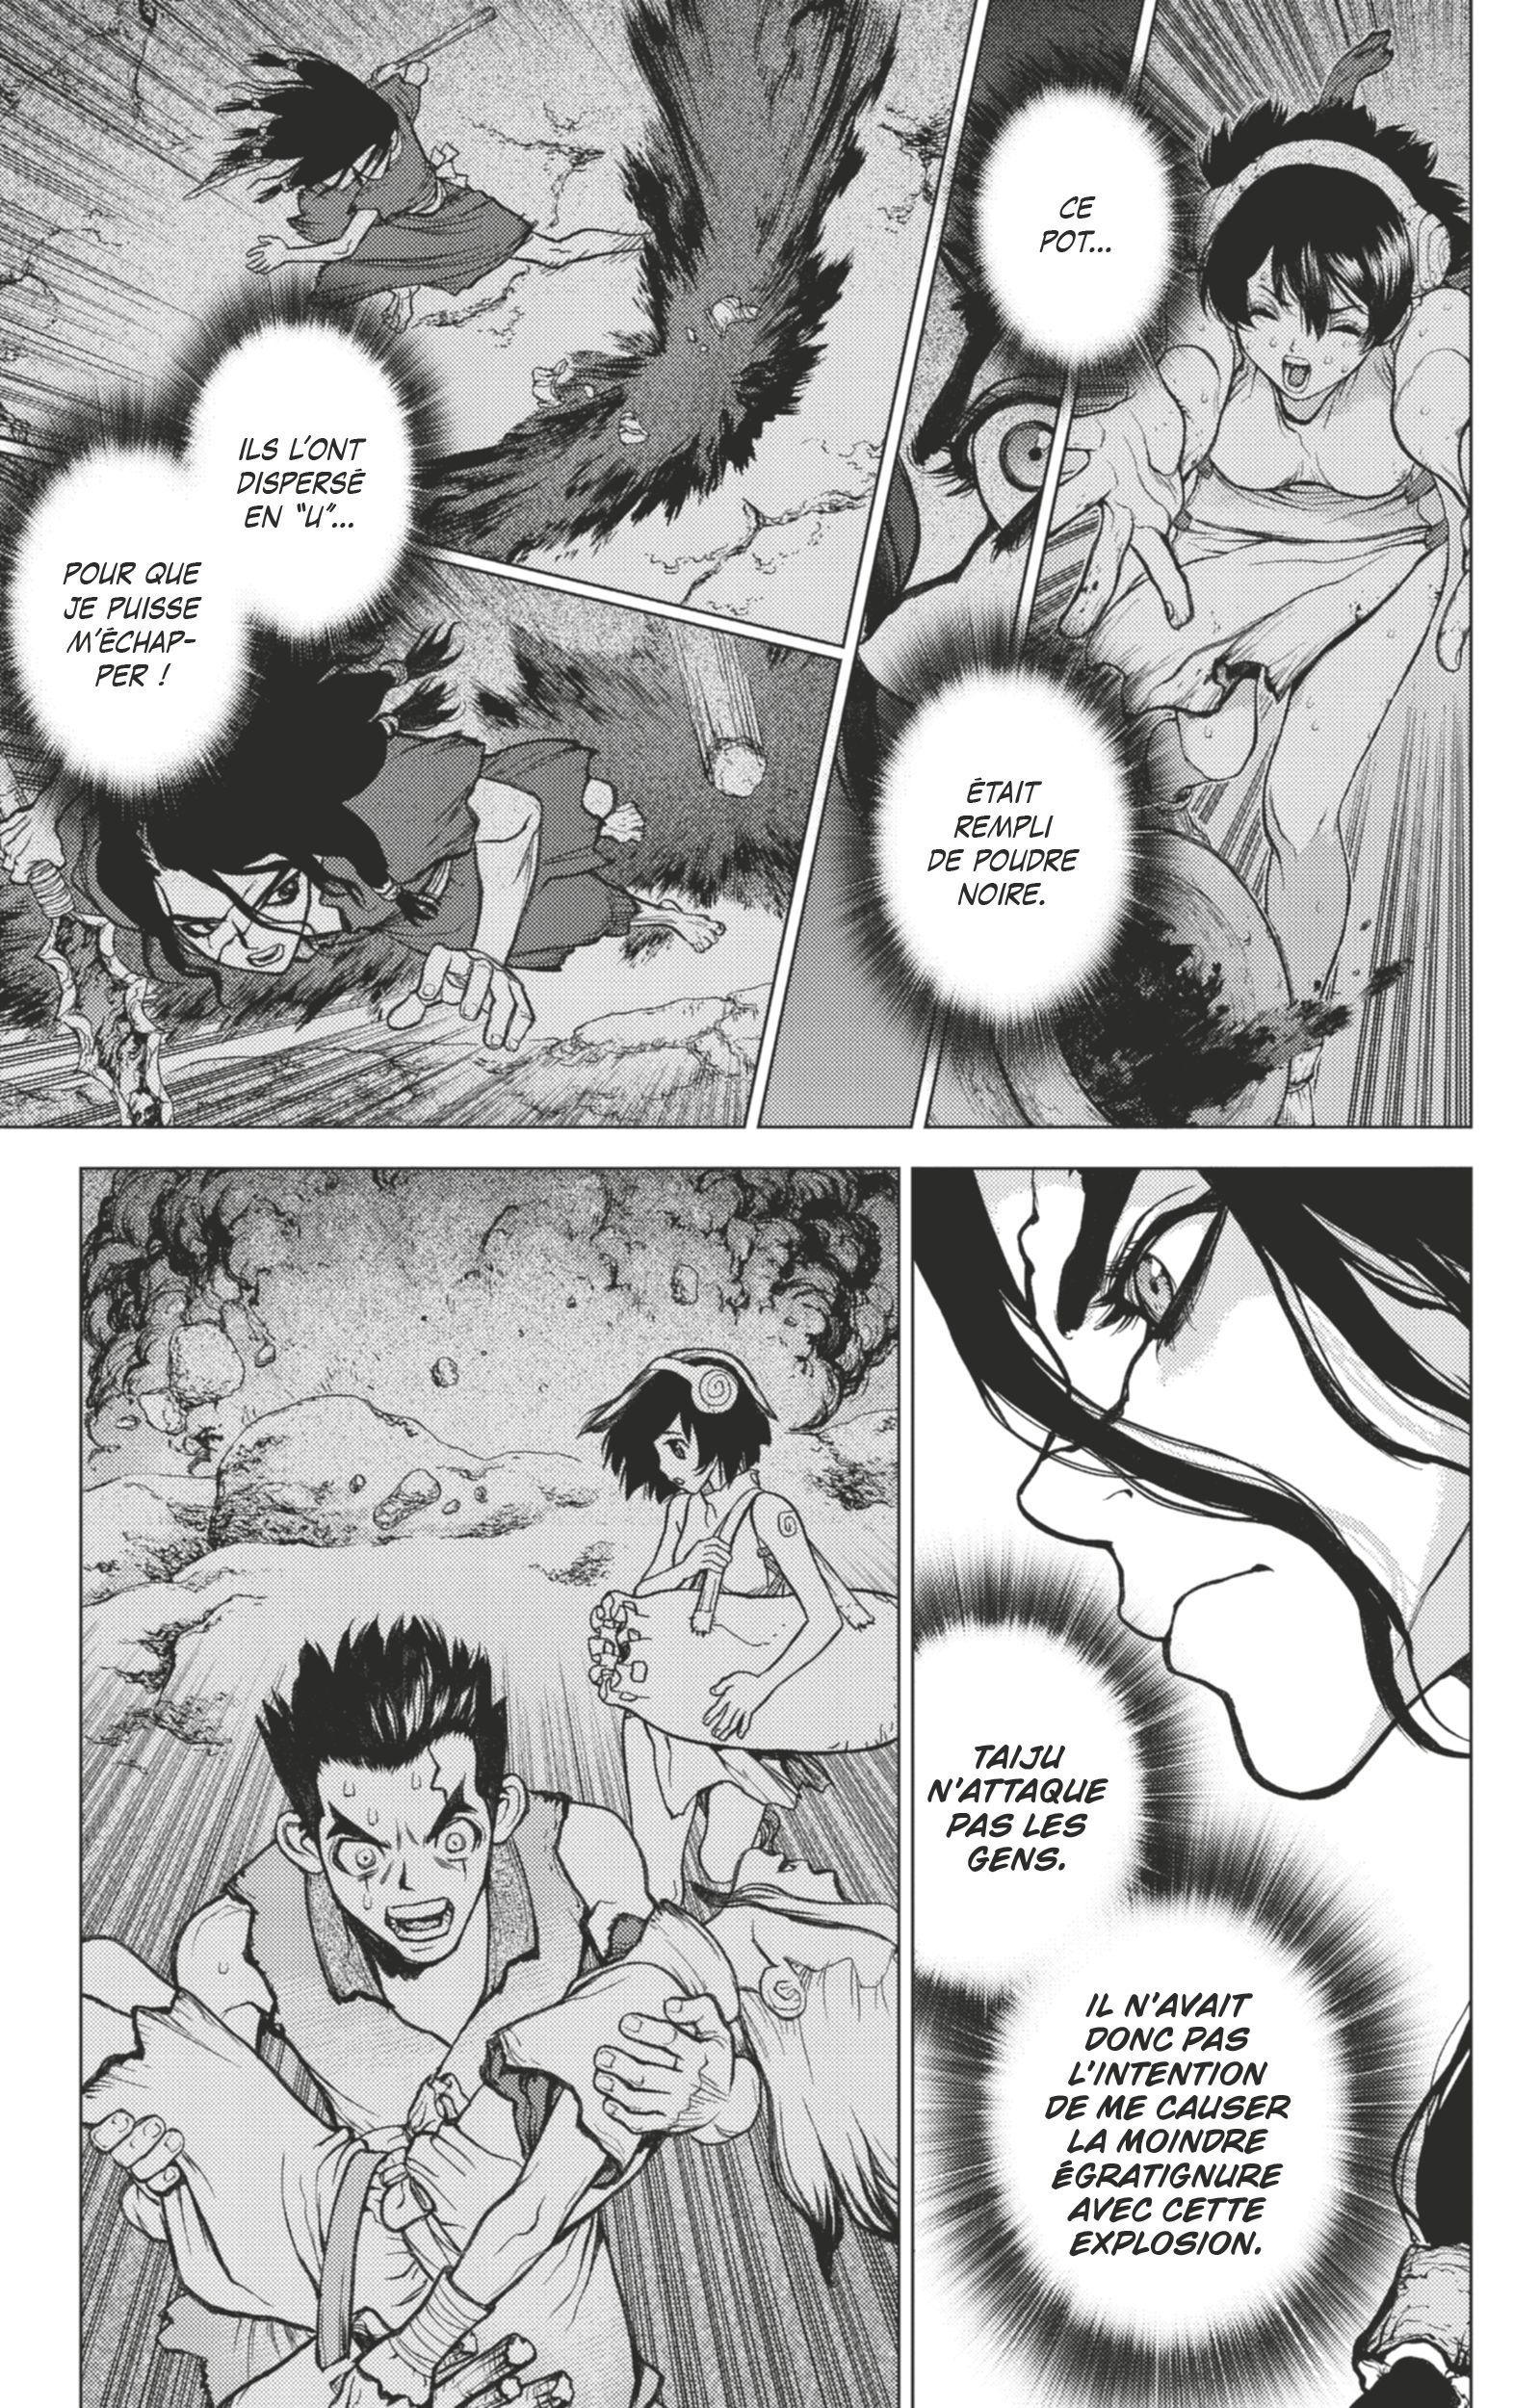 CE
POT...
ÉTAIT
REMPLI
DE POUDRE
NOIRE.
ILS L'ONT
DISPERSÉ
EN "U"...
POUR QUE
JE PUISSE
M'ÉCHAP-
PER !
TAIJU
N'ATTAQUE
PAS LES
GENS.
IL N'AVAIT
DONC PAS
L'INTENTION
DE ME CAUSER
LA MOINDRE
ÉGRATIGNURE
AVEC CETTE
EXPLOSION.